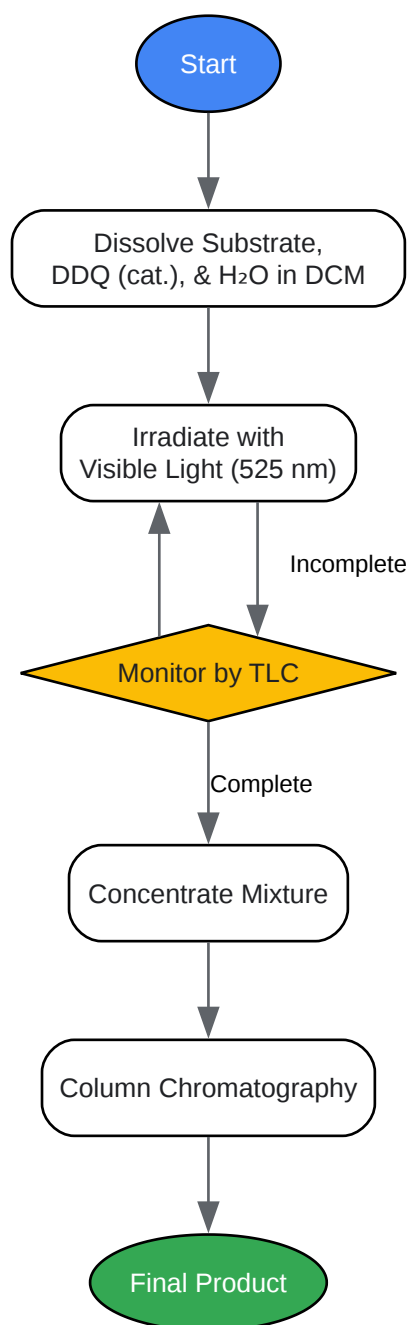 Start
Dissolve Substrate,
DDQ (cat.), & H₂O in DCM
Irradiate with
Visible Light (525 nm)
Incomplete
Monitor by TLC
Complete
Concentrate Mixture
Column Chromatography
Final Product